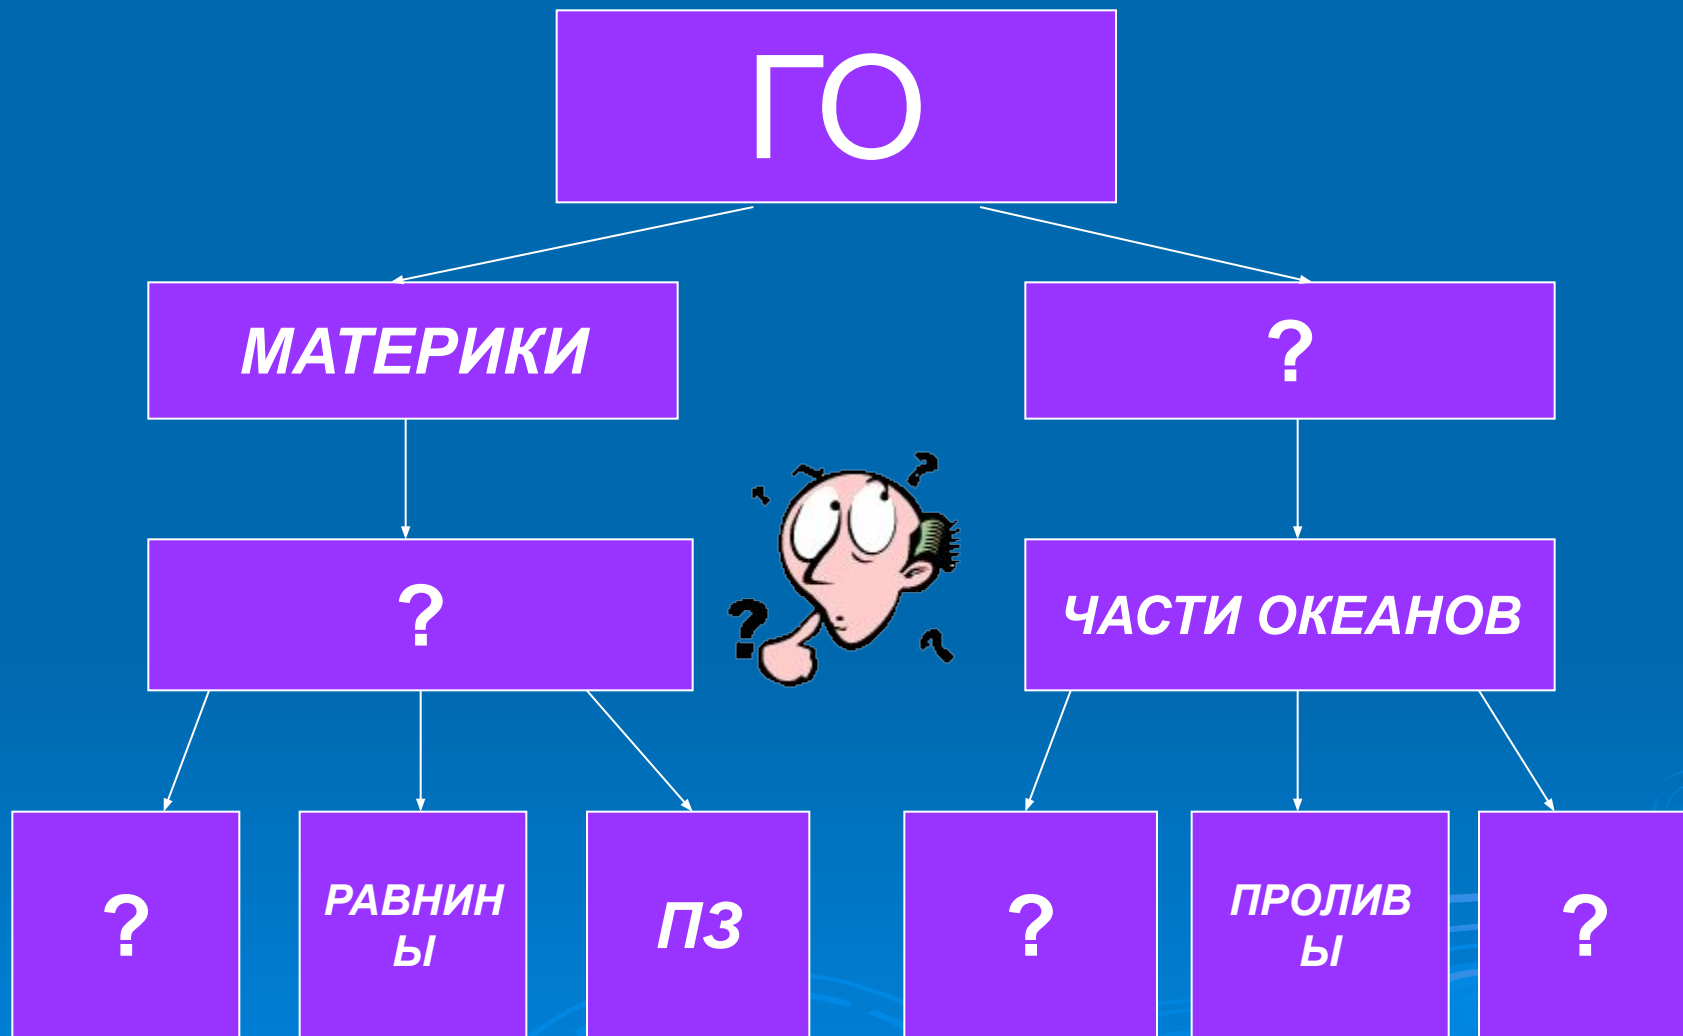 ГО
МАТЕРИКИ
?
?
ЧАСТИ ОКЕАНОВ
?
РАВНИН
Ы
ПЗ
?
ПРОЛИВ
Ы
?